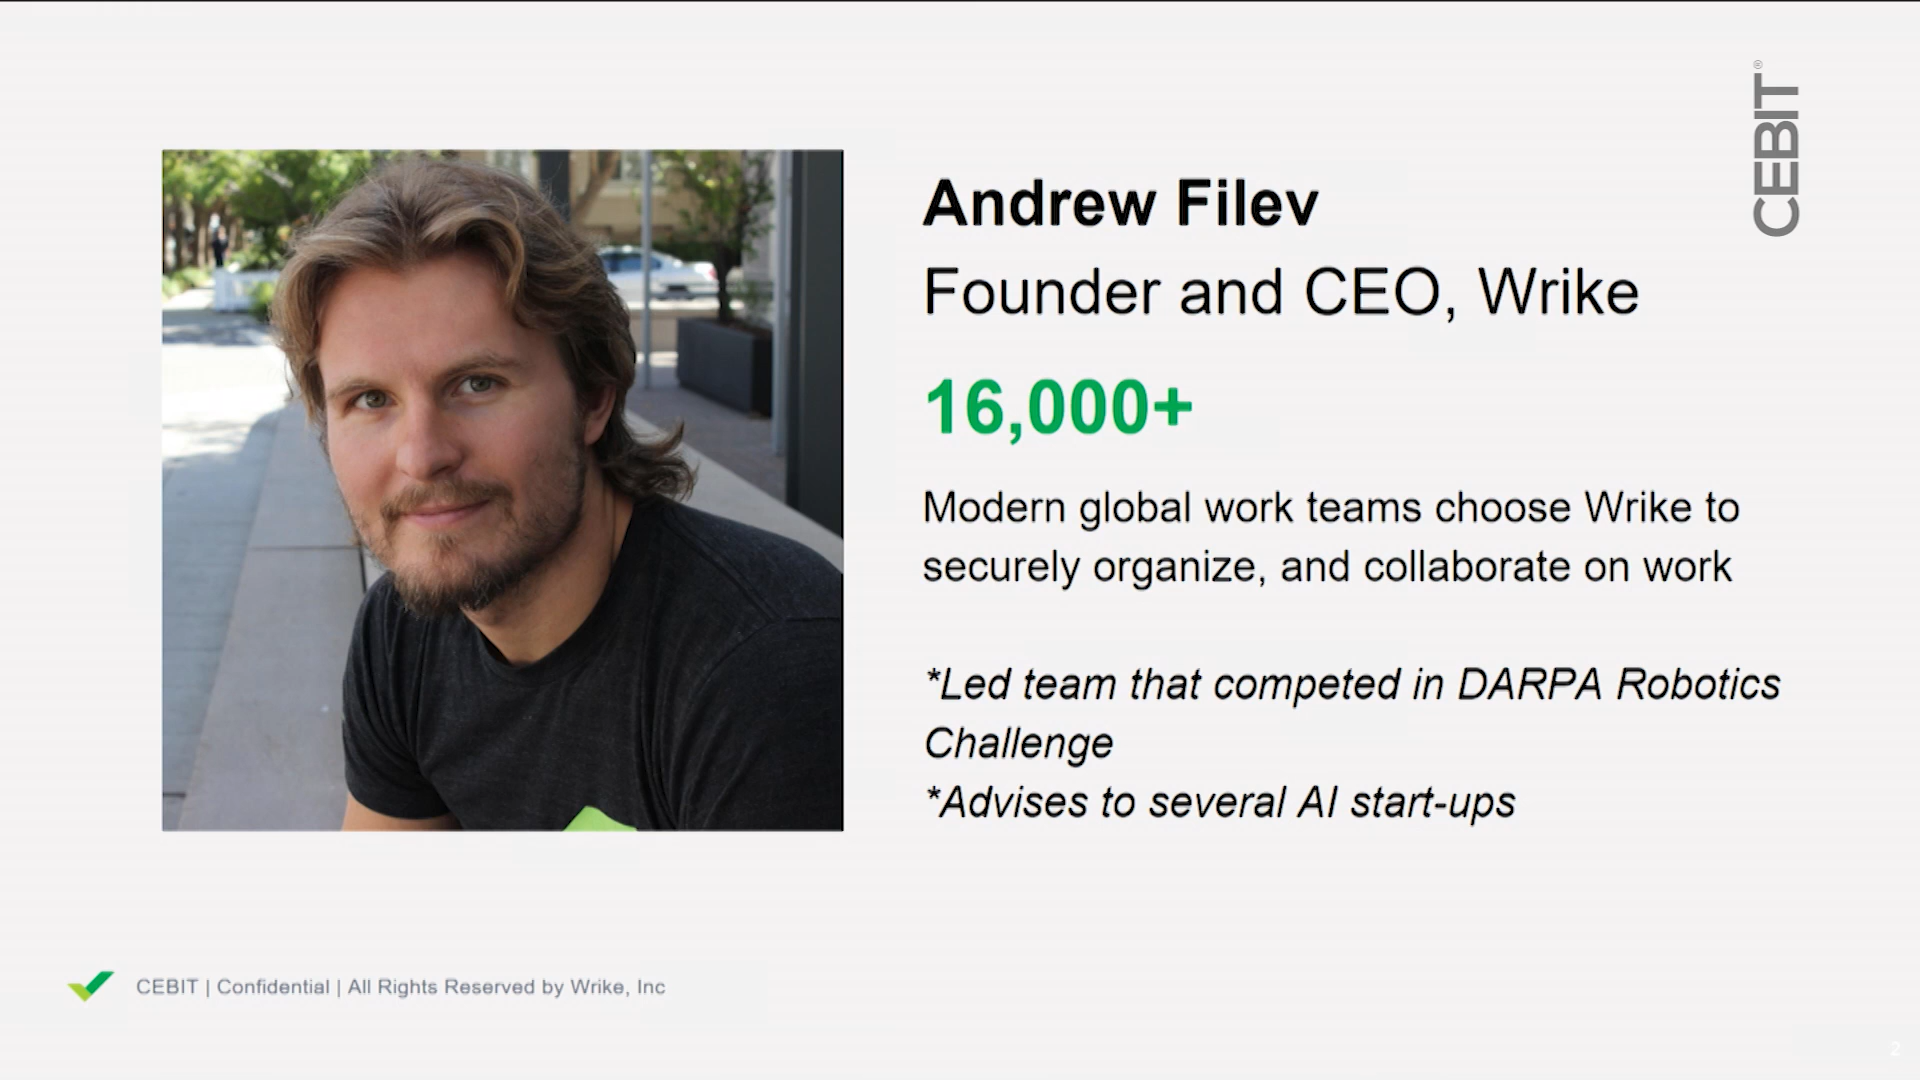 CEBIT®
Andrew Filev
Founder and CEO, Wrike
16,000+
Modern global work teams choose Wrike to
securely organize, and collaborate on work
*Led team that competed in DARPA Robotics
Challenge
*Advises to several AI start-ups
CEBIT | Confidential | All Rights Reserved by Wrike, Inc
2